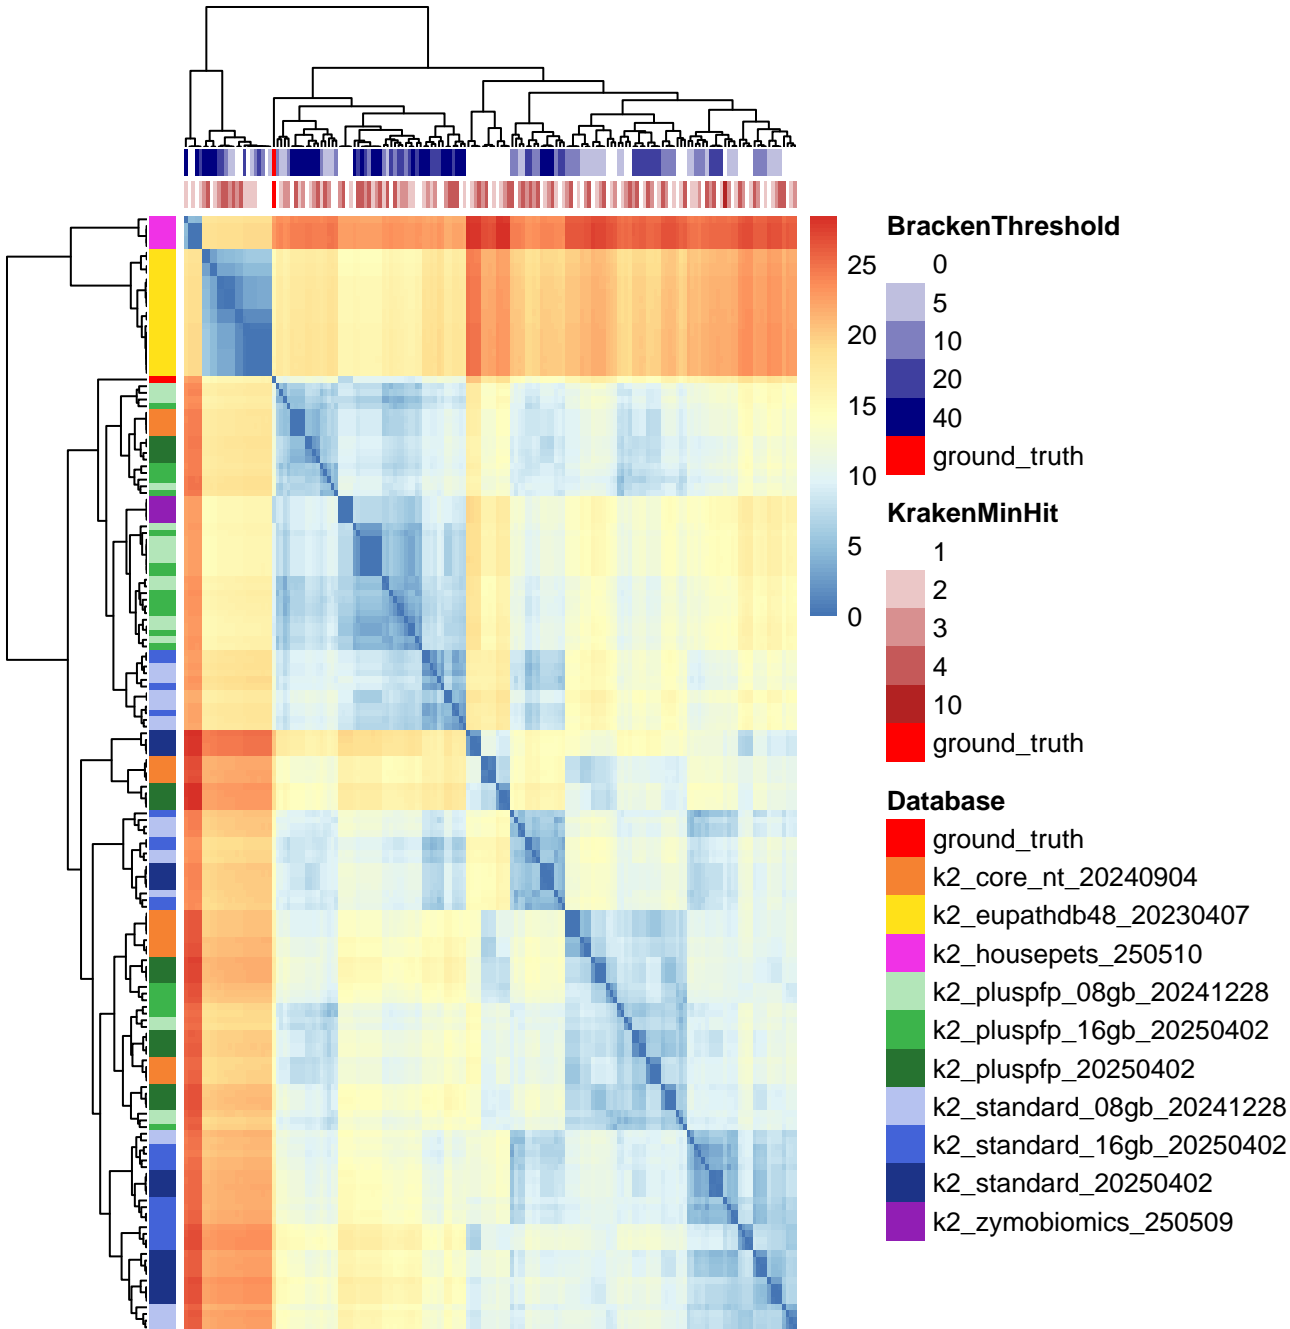 BrackenThreshold
0
5
10
20
40
ground_truth
25
20
15
10
5
0
KrakenMinHit
1
2
3
4
10
ground_truth
Database
ground_truth
k2_core_nt_20240904
k2_eupathdb48_20230407
k2_housepets_250510
k2_pluspfp_08gb_20241228
k2_pluspfp_16gb_20250402
k2_pluspfp_20250402
k2_standard_08gb_20241228
k2_standard_16gb_20250402
k2_standard_20250402
k2_zymobiomics_250509